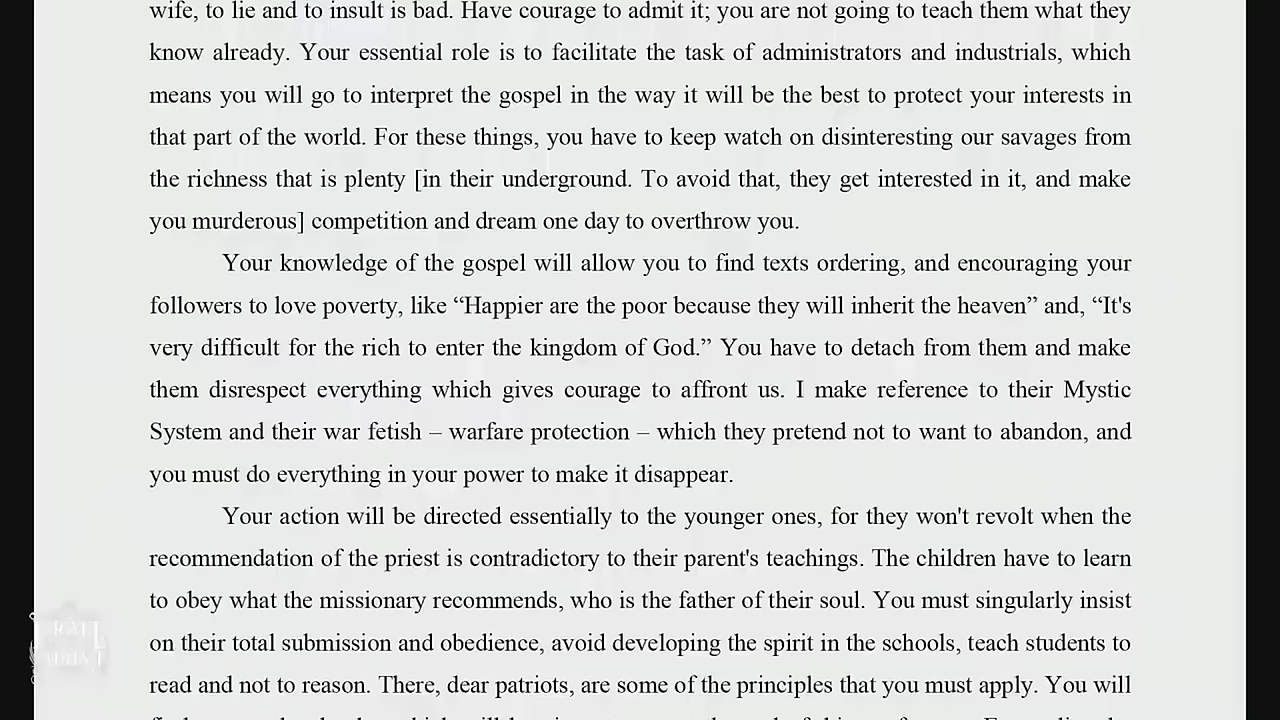 wife, to lie and to insult is bad. Have courage to admit it; you are not going to teach them what they
know already. Your essential role is to facilitate the task of administrators and industrials, which
means you will go to interpret the gospel in the way it will be the best to protect your interests in
that part of the world. For these things, you have to keep watch on disinteresting our savages from
the richness that is plenty [in their underground. To avoid that, they get interested in it, and make
you murderous] competition and dream one day to overthrow you.
Your knowledge of the gospel will allow you to find texts ordering, and encouraging your
followers to love poverty, like “Happier are the poor because they will inherit the heaven” and, “It's
very difficult for the rich to enter the kingdom of God.” You have to detach from them and make
them disrespect everything which gives courage to affront us. I make reference to their Mystic
System and their war fetish – warfare protection – which they pretend not to want to abandon, and
you must do everything in your power to make it disappear.
Your action will be directed essentially to the younger ones, for they won't revolt when the
recommendation of the priest is contradictory to their parent's teachings. The children have to learn
to obey what the missionary recommends, who is the father of their soul. You must singularly insist
on their total submission and obedience, avoid developing the spirit in the schools, teach students to
read and not to reason. There, dear patriots, are some of the principles that you must apply. You will